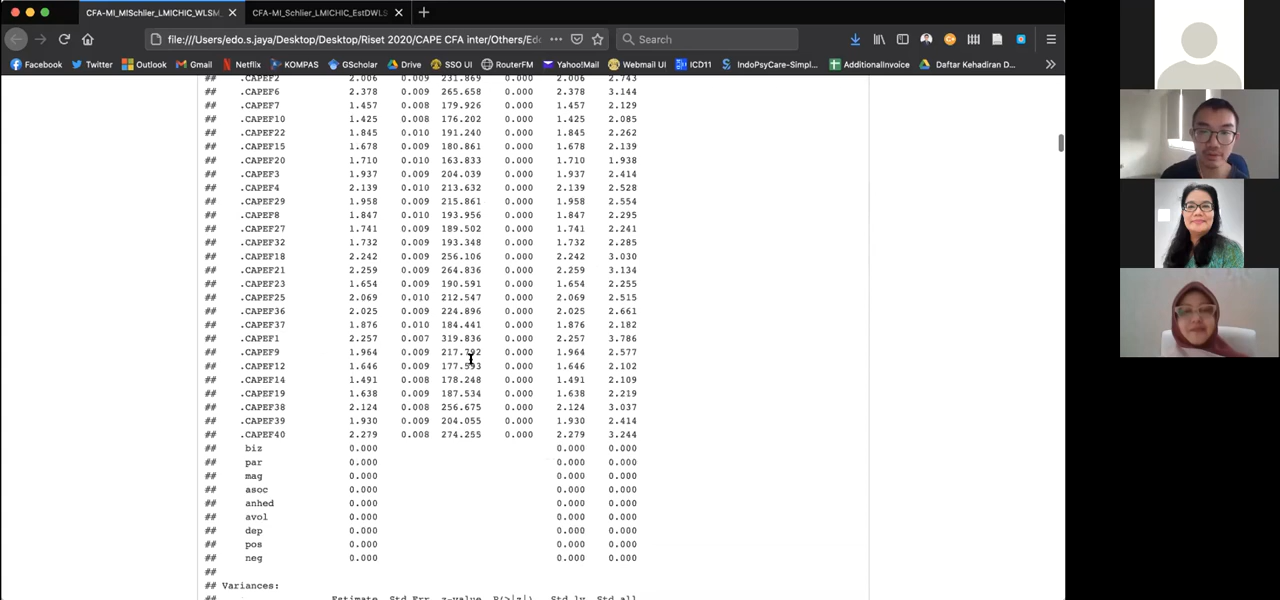 CFA-MI_MISchlier_LMICHIC_WLSM
CFA-MI_Schlier_LMICHIC_EstDWLS
file:///Users/edo.s.jaya/Desktop/Desktop/Riset 2020/CAPE CFA inter/Others/Edo
Search
Facebook Twitter Outlook Gmail Netflix KOMPAS GScholar Drive SSO UI RouterFM Yahoo!Mail Webmail UI ICD11 IndoPsyCare-Simpl... AdditionalInvoice Daftar Kehadiran D...
## .CAPEF2 2.006 0.009 231.869 0.000 2.006 2.743
## .CAPEF6 2.378 0.009 265.658 0.000 2.378 3.144
## .CAPEF7 1.457 0.008 179.926 0.000 1.457 2.129
## .CAPEF10 1.425 0.008 176.202 0.000 1.425 2.085
## .CAPEF22 1.845 0.010 191.240 0.000 1.845 2.262
## .CAPEF15 1.678 0.009 180.861 0.000 1.678 2.139
## .CAPEF20 1.710 0.010 163.833 0.000 1.710 1.938
## .CAPEF3 1.937 0.009 204.039 0.000 1.937 2.414
## .CAPEF4 2.139 0.010 213.632 0.000 2.139 2.528
## .CAPEF29 1.958 0.009 215.861 0.000 1.958 2.554
## .CAPEF8 1.847 0.010 193.956 0.000 1.847 2.295
## .CAPEF27 1.741 0.009 189.502 0.000 1.741 2.241
## .CAPEF32 1.732 0.009 193.348 0.000 1.732 2.285
## .CAPEF18 2.242 0.009 256.106 0.000 2.242 3.030
## .CAPEF21 2.259 0.009 264.836 0.000 2.259 3.134
## .CAPEF23 1.654 0.009 190.591 0.000 1.654 2.255
## .CAPEF25 2.069 0.010 212.547 0.000 2.069 2.515
## .CAPEF36 2.025 0.009 224.896 0.000 2.025 2.661
## .CAPEF37 1.876 0.010 184.441 0.000 1.876 2.182
## .CAPEF1 2.257 0.007 319.836 0.000 2.257 3.786
## .CAPEF9 1.964 0.009 217.792 0.000 1.964 2.577
## .CAPEF12 1.646 0.009 177.593 0.000 1.646 2.102
## .CAPEF14 1.491 0.008 178.248 0.000 1.491 2.109
## .CAPEF19 1.638 0.009 187.534 0.000 1.638 2.219
## .CAPEF38 2.124 0.008 256.675 0.000 2.124 3.037
## .CAPEF39 1.930 0.009 204.055 0.000 1.930 2.414
## .CAPEF40 2.279 0.008 274.255 0.000 2.279 3.244
## biz 0.000 0.000 0.000
## par 0.000 0.000 0.000
## mag 0.000 0.000 0.000
## asoc 0.000 0.000 0.000
## anhed 0.000 0.000 0.000
## avol 0.000 0.000 0.000
## dep 0.000 0.000 0.000
## pos 0.000 0.000 0.000
## neg 0.000 0.000 0.000
##
## Variances:
## Estimate Std.Err z-value P(>|z|) Std.lv Std.all